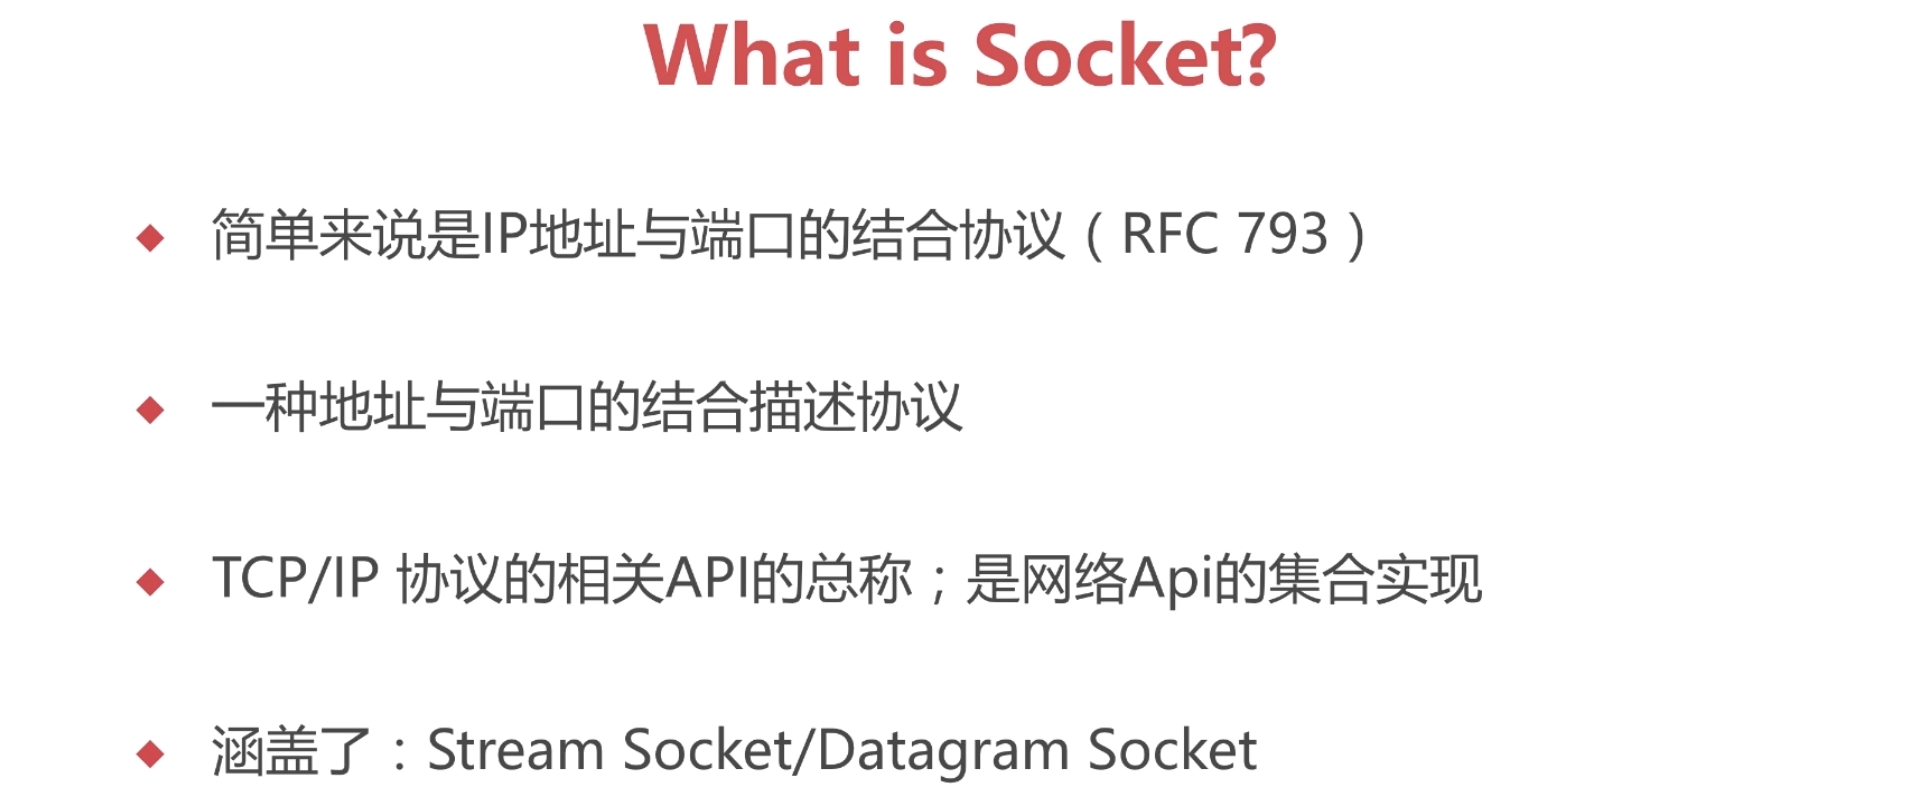 What is Socket?
简单来说是IP地址与端口的结合协议（RFC 793）
一种地址与端口的结合描述协议
TCP/IP 协议的相关API的总称；是网络Api的集合实现
涵盖了：Stream Socket/Datagram Socket